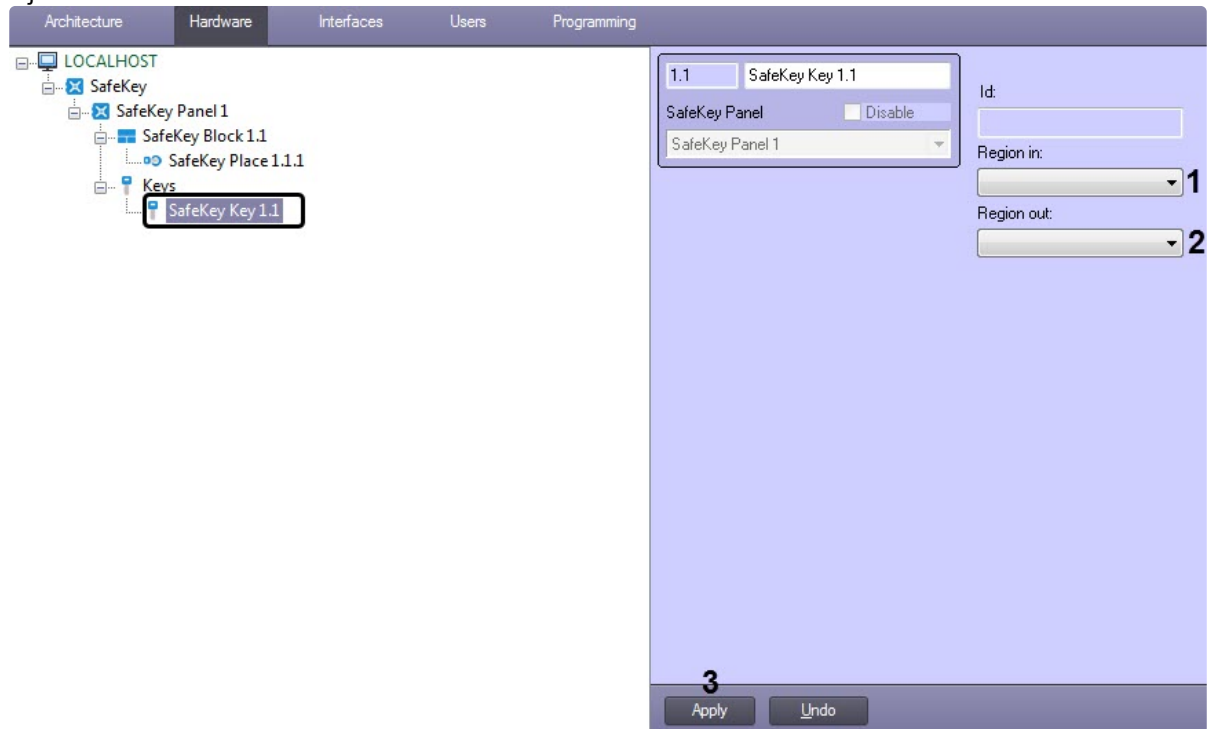 Architecture Hardware Interfaces Users Programming
LOCALHOST
SafeKey
SafeKey Panel 1
SafeKey Block 1.1
SafeKey Place 1.1.1
Keys
SafeKey Key 1.1
1.1 SafeKey Key 1.1
SafeKey Panel Disable
SafeKey Panel 1
Id:
Region in:
1
Region out:
2
3
Apply Undo